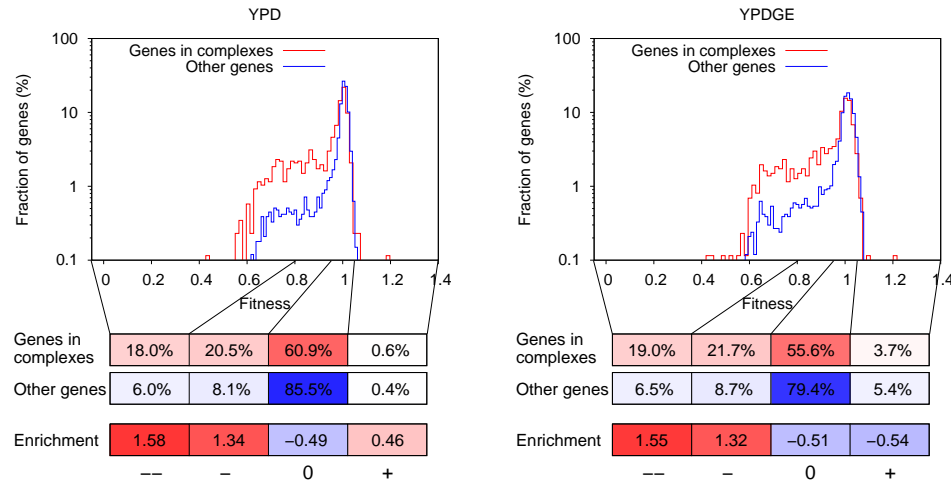 YPD
100
10
1
0.1
Fraction of genes (%)
Genes in complexes
Other genes
0 0.2 0.4 0.6 0.8 1 1.2 1.4
Fitness
Genes in complexes 18.0% 20.5% 60.9% 0.6%
Other genes 6.0% 8.1% 85.5% 0.4%
Enrichment 1.58 1.34 −0.49 0.46
−− − 0 +
YPDGE
100
10
1
0.1
Fraction of genes (%)
Genes in complexes
Other genes
0 0.2 0.4 0.6 0.8 1 1.2 1.4
Fitness
Genes in complexes 19.0% 21.7% 55.6% 3.7%
Other genes 6.5% 8.7% 79.4% 5.4%
Enrichment 1.55 1.32 −0.51 −0.54
−− − 0 +